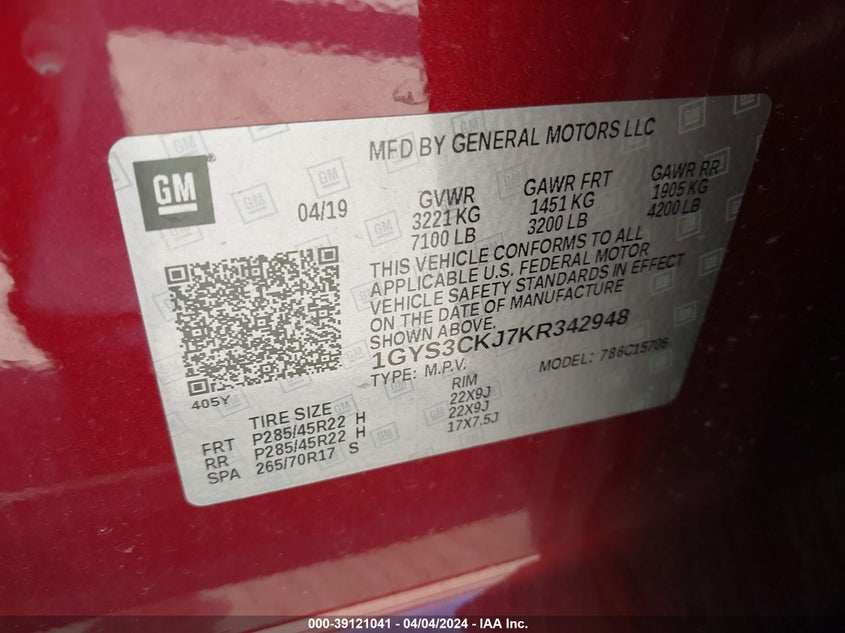 MFD BY GENERAL MOTORS LLC
GM
04/19
GVWR
3221 KG
7100 LB
GAWR FRT
1451 KG
3200 LB
GAWR RR
1905 KG
4200 LB
THIS VEHICLE CONFORMS TO ALL
APPLICABLE U.S. FEDERAL MOTOR
VEHICLE SAFETY STANDARDS IN EFFECT
ON THE DATE OF MANUFACTURE
SHOWN ABOVE.
1GYS3CKJ7KR342948
TYPE: M.P.V. MODEL: 786C15706
405Y
TIRE SIZE RIM
FRT P285/45R22 H 22X9J
RR P285/45R22 H 22X9J
SPA 265/70R17 S 17X7.5J
000-39121041 - 04/04/2024 - IAA Inc.